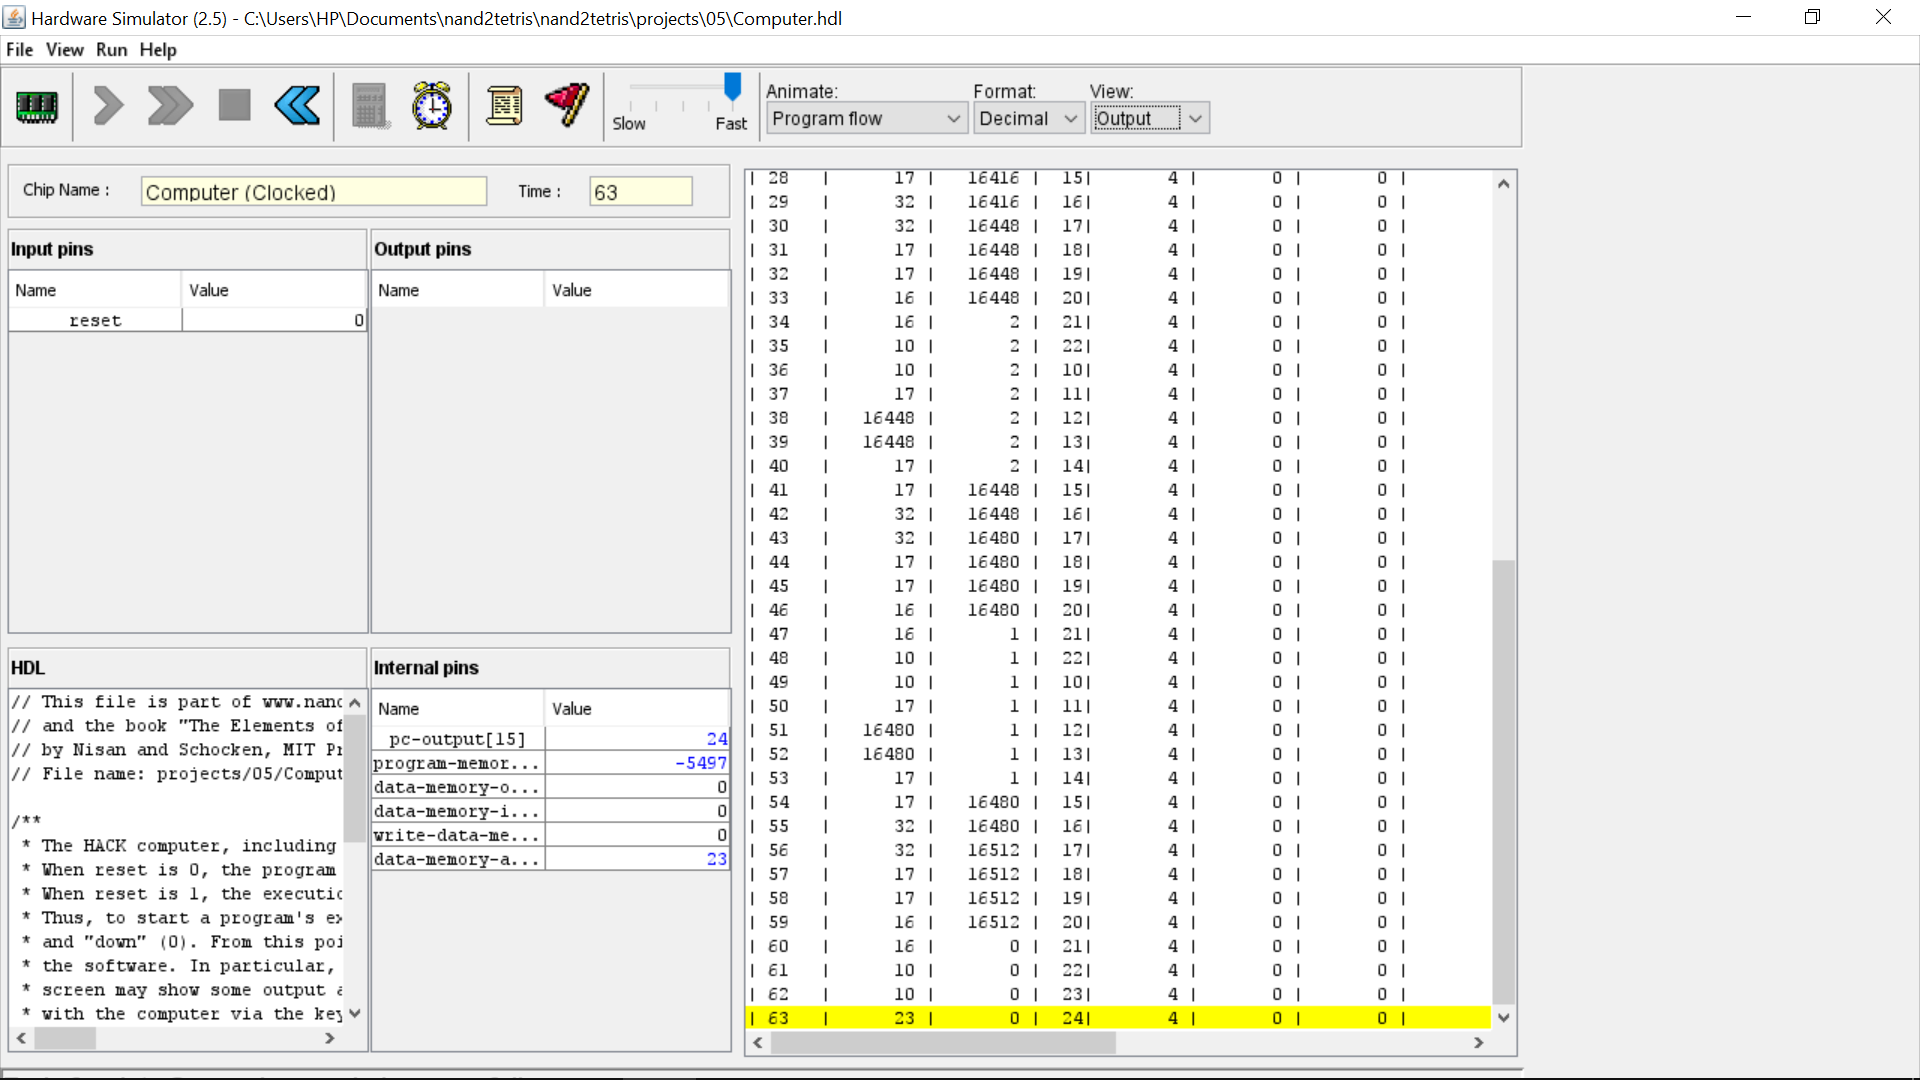 Hardware Simulator (2.5) - C:\Users\HP\Documents\nand2tetris\nand2tetris\projects\05\Computer.hdl
File View Run Help
Slow Fast
Animate: Format: View:
Program flow Decimal Output
Chip Name : Computer (Clocked) Time : 63
Input pins
Name Value
reset 0
Output pins
Name Value
HDL
// This file is part of www.nand
// and the book "The Elements of
// by Nisan and Schocken, MIT Pr
// File name: projects/05/Comput
/**
* The HACK computer, including
* When reset is 0, the program
* When reset is 1, the executic
* Thus, to start a program's ex
* and "down" (0). From this poi
* the software. In particular,
* screen may show some output a
* with the computer via the key
Internal pins
Name Value
pc-output[15] 24
program-memor... -5497
data-memory-o... 0
data-memory-i... 0
write-data-me... 0
data-memory-a... 23
| 28 | 17 | 16416 | 15| 4 | 0 | 0 |
| 29 | 32 | 16416 | 16| 4 | 0 | 0 |
| 30 | 32 | 16448 | 17| 4 | 0 | 0 |
| 31 | 17 | 16448 | 18| 4 | 0 | 0 |
| 32 | 17 | 16448 | 19| 4 | 0 | 0 |
| 33 | 16 | 16448 | 20| 4 | 0 | 0 |
| 34 | 16 | 2 | 21| 4 | 0 | 0 |
| 35 | 10 | 2 | 22| 4 | 0 | 0 |
| 36 | 10 | 2 | 10| 4 | 0 | 0 |
| 37 | 17 | 2 | 11| 4 | 0 | 0 |
| 38 | 16448 | 2 | 12| 4 | 0 | 0 |
| 39 | 16448 | 2 | 13| 4 | 0 | 0 |
| 40 | 17 | 2 | 14| 4 | 0 | 0 |
| 41 | 17 | 16448 | 15| 4 | 0 | 0 |
| 42 | 32 | 16448 | 16| 4 | 0 | 0 |
| 43 | 32 | 16480 | 17| 4 | 0 | 0 |
| 44 | 17 | 16480 | 18| 4 | 0 | 0 |
| 45 | 17 | 16480 | 19| 4 | 0 | 0 |
| 46 | 16 | 16480 | 20| 4 | 0 | 0 |
| 47 | 16 | 1 | 21| 4 | 0 | 0 |
| 48 | 10 | 1 | 22| 4 | 0 | 0 |
| 49 | 10 | 1 | 10| 4 | 0 | 0 |
| 50 | 17 | 1 | 11| 4 | 0 | 0 |
| 51 | 16480 | 1 | 12| 4 | 0 | 0 |
| 52 | 16480 | 1 | 13| 4 | 0 | 0 |
| 53 | 17 | 1 | 14| 4 | 0 | 0 |
| 54 | 17 | 16480 | 15| 4 | 0 | 0 |
| 55 | 32 | 16480 | 16| 4 | 0 | 0 |
| 56 | 32 | 16512 | 17| 4 | 0 | 0 |
| 57 | 17 | 16512 | 18| 4 | 0 | 0 |
| 58 | 17 | 16512 | 19| 4 | 0 | 0 |
| 59 | 16 | 16512 | 20| 4 | 0 | 0 |
| 60 | 16 | 0 | 21| 4 | 0 | 0 |
| 61 | 10 | 0 | 22| 4 | 0 | 0 |
| 62 | 10 | 0 | 23| 4 | 0 | 0 |
| 63 | 23 | 0 | 24| 4 | 0 | 0 |